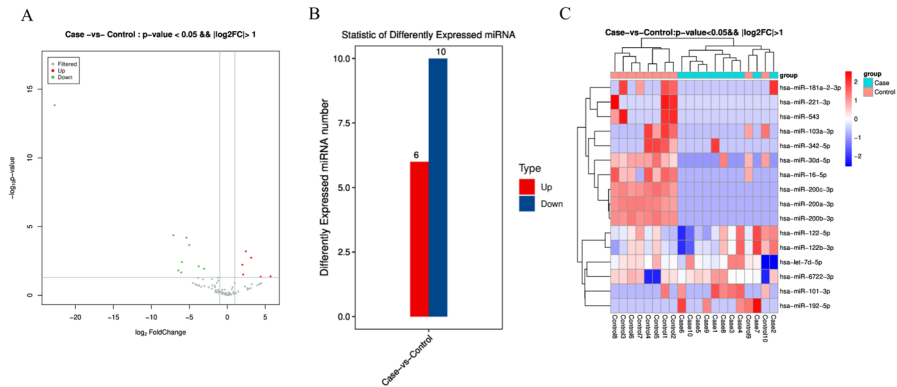 A
Case −vs− Control : p−value < 0.05 && |log2FC|> 1
Filtered
Up
Down
−log10p−value
15
10
5
0
−20
−15
−10
−5
0
5
log2 FoldChange
B
Statistic of Differently Expressed miRNA
Differently Expressed miRNA number
10.0
7.5
5.0
2.5
0.0
6
10
Case−vs−Control
Type
Up
Down
C
Case−vs−Control:p−value<0.05&& |log2FC|>1
group
hsa−miR−181a−2−3p
hsa−miR−221−3p
hsa−miR−543
hsa−miR−103a−3p
hsa−miR−342−5p
hsa−miR−30d−5p
hsa−miR−16−5p
hsa−miR−200c−3p
hsa−miR−200a−3p
hsa−miR−200b−3p
hsa−miR−122−5p
hsa−miR−122b−3p
hsa−let−7d−5p
hsa−miR−6722−3p
hsa−miR−101−3p
hsa−miR−192−5p
Control8
Control3
Control6
Control7
Control4
Control5
Control1
Control2
Case6
Case10
Case5
Case9
Case1
Case8
Case3
Case4
Control9
Case7
Control10
Case2
group
Case
Control
2
1
0
−1
−2